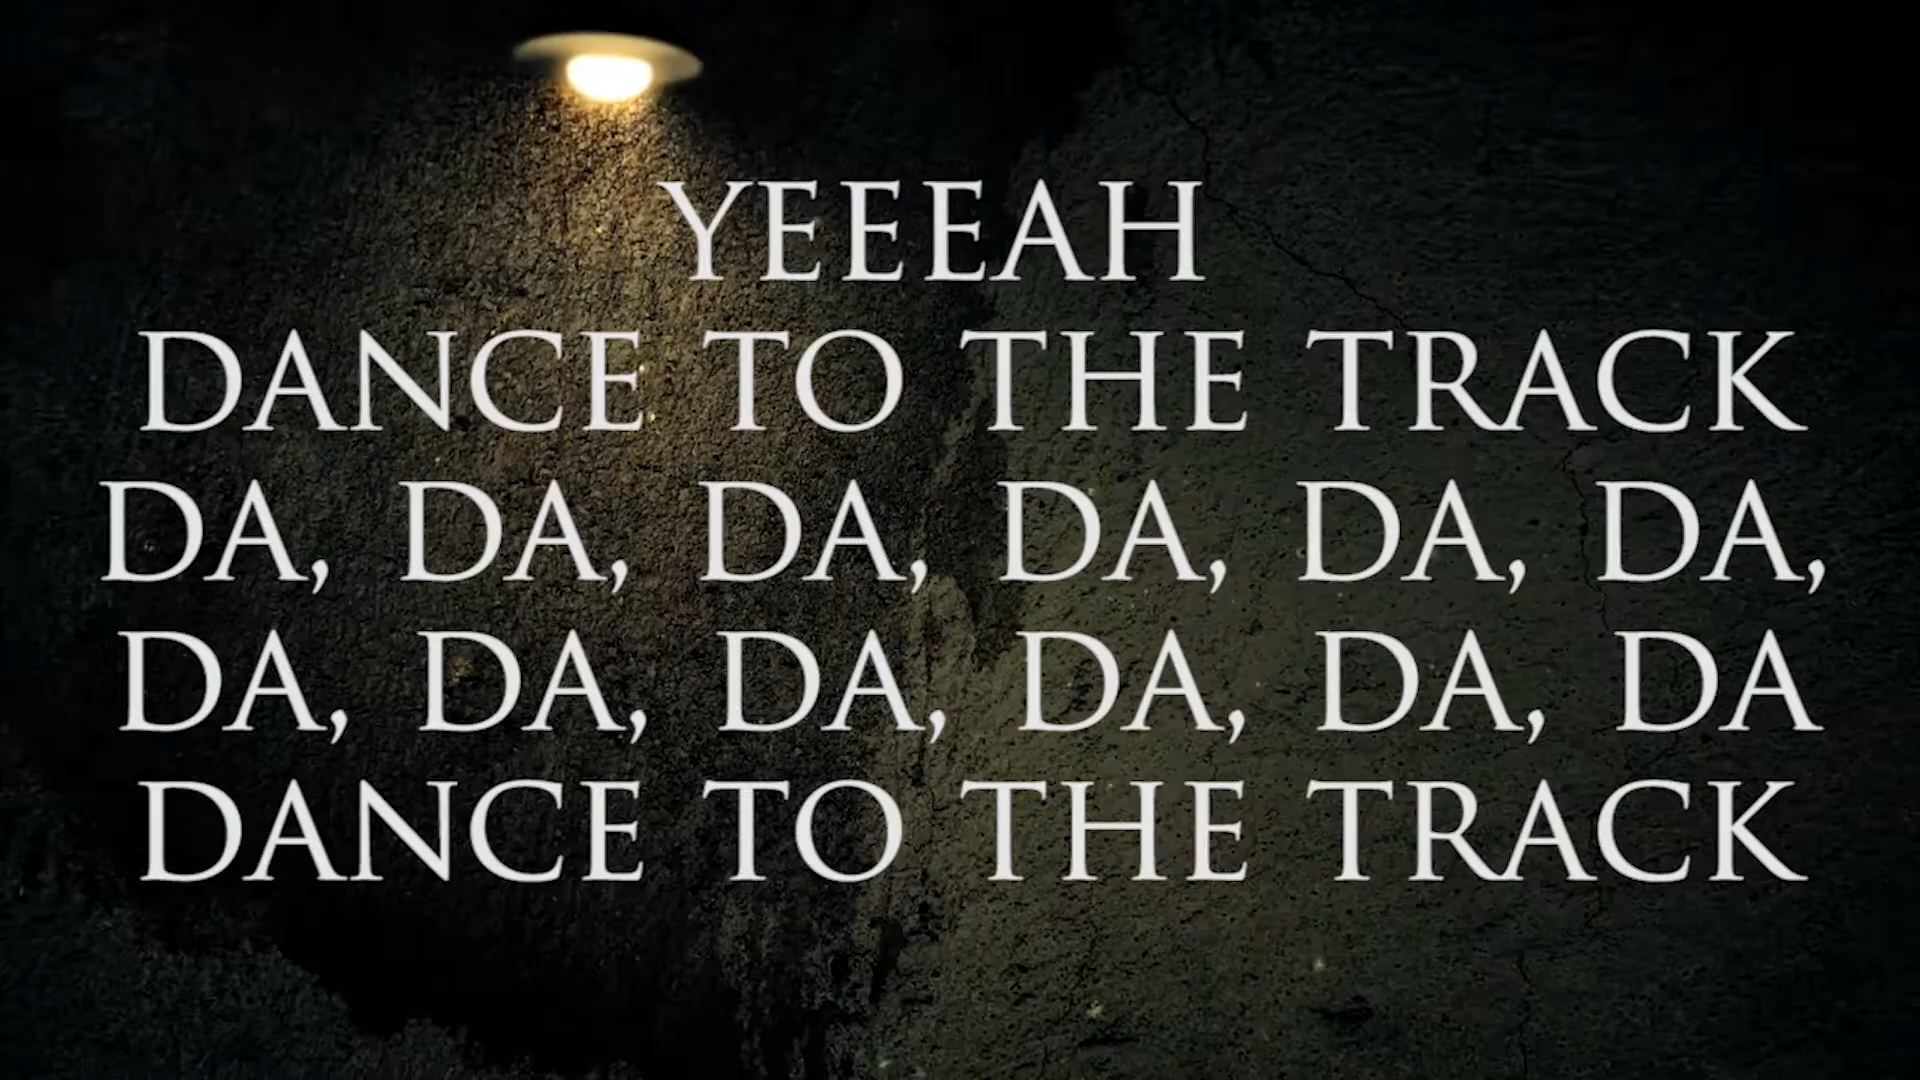 YEEEAH
DANCE TO THE TRACK
DA, DA, DA, DA, DA, DA,
DA, DA, DA, DA, DA, DA
DANCE TO THE TRACK